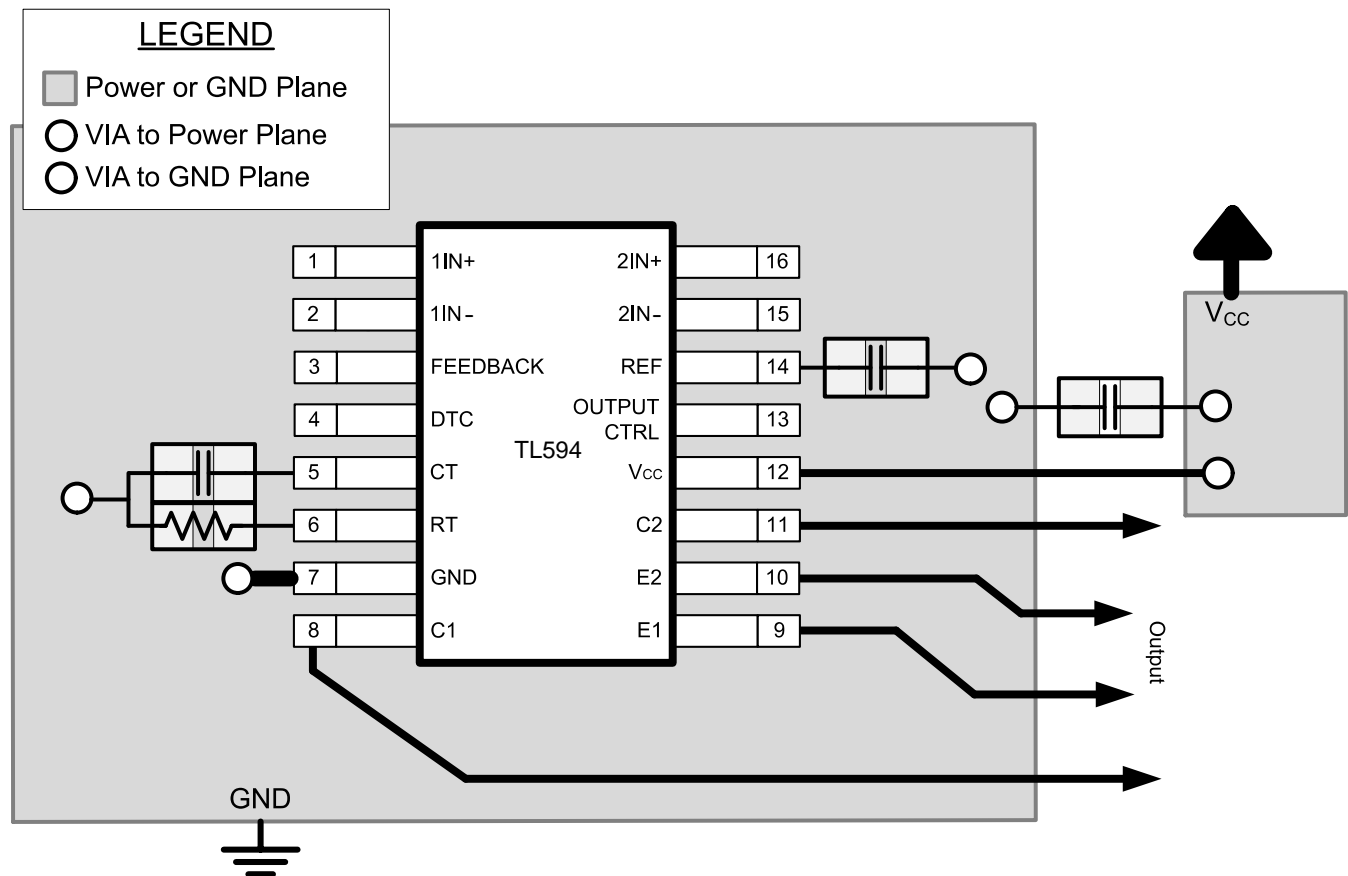 LEGEND
Power or GND Plane
VIA to Power Plane
VIA to GND Plane
1 1IN+ 2IN+ 16
2 1IN- 2IN- 15
3 FEEDBACK REF 14
4 DTC OUTPUT CTRL 13
TL594
5 CT VCC 12
6 RT C2 11
7 GND E2 10
8 C1 E1 9
VCC
Output
GND